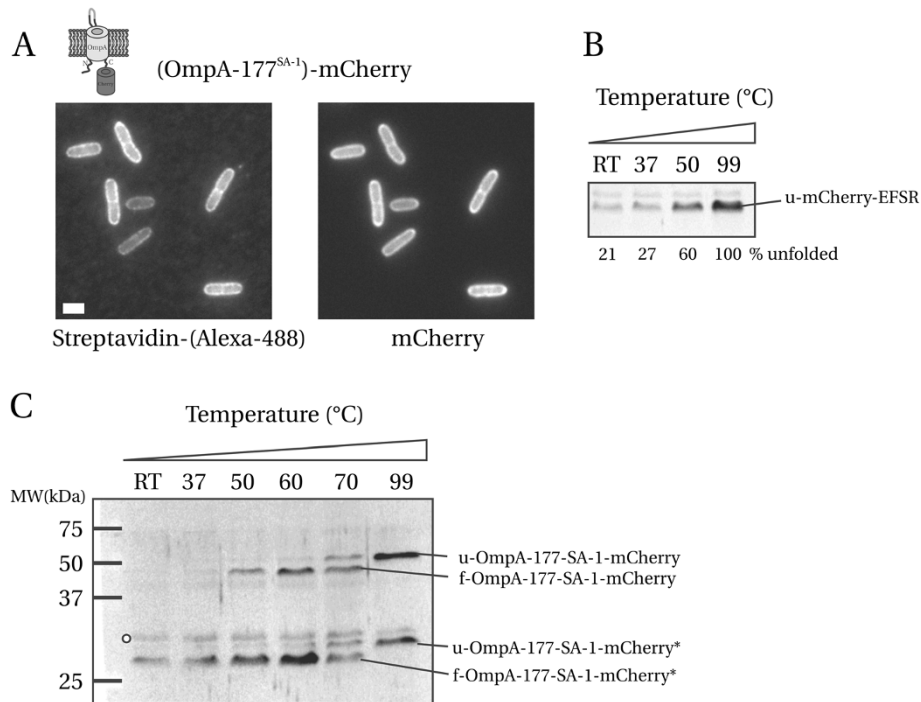 A
OmpA
N
C
(OmpA-177^SA-1)-mCherry
Streptavidin-(Alexa-488)
mCherry
B
Temperature (°C)
RT 37 50 99
u-mCherry-EFSR
21 27 60 100 % unfolded
C
Temperature (°C)
RT 37 50 60 70 99
MW(kDa)
75
50
37
25
u-OmpA-177-SA-1-mCherry
f-OmpA-177-SA-1-mCherry
u-OmpA-177-SA-1-mCherry*
f-OmpA-177-SA-1-mCherry*